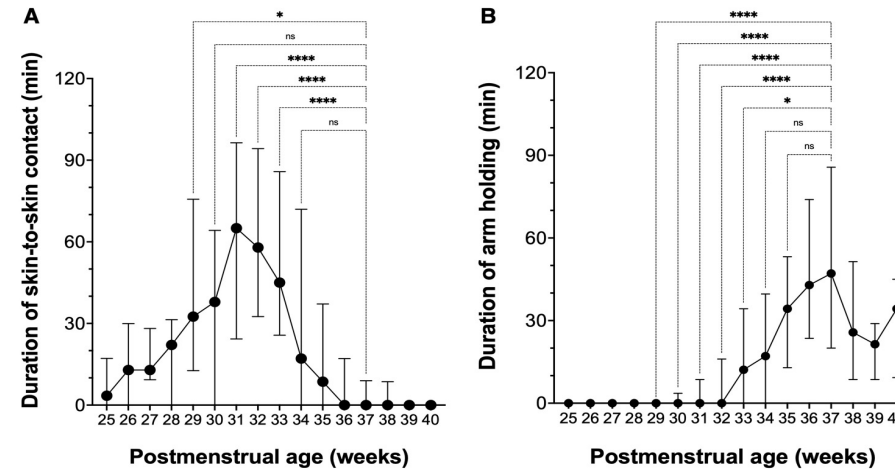 A
*
ns
****
****
****
ns
Duration of skin-to-skin contact (min)
120
90
60
30
0
25 26 27 28 29 30 31 32 33 34 35 36 37 38 39 40
Postmenstrual age (weeks)
B
****
****
****
****
*
ns
ns
Duration of arm holding (min)
120
90
60
30
0
25 26 27 28 29 30 31 32 33 34 35 36 37 38 39
Postmenstrual age (weeks)